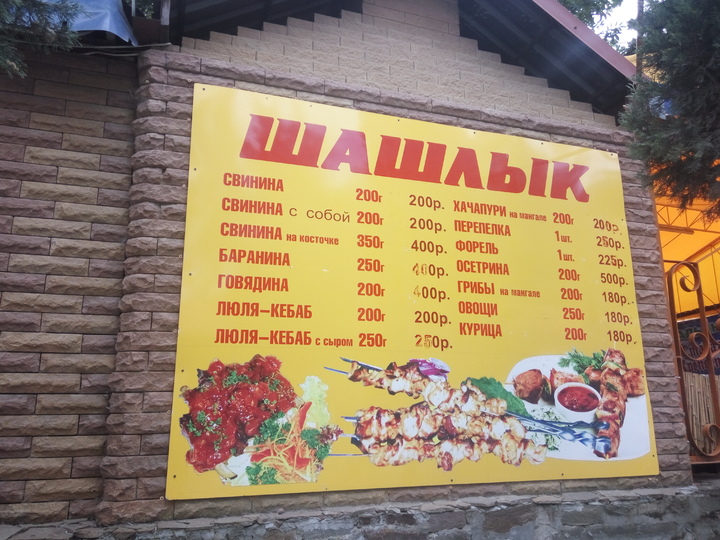 ШАШЛЫК
СВИНИНА 200г 200р.
СВИНИНА с собой 200г 200р.
СВИНИНА на косточке 350г 400р.
БАРАНИНА 250г 400р.
ГОВЯДИНА 200г 400р.
ЛЮЛЯ-КЕБАБ 200г 200р.
ЛЮЛЯ-КЕБАБ с сыром 250г 250р.
ХАЧАПУРИ на мангале 200г 200р.
ПЕРЕПЕЛКА 1шт. 250р.
ФОРЕЛЬ 1шт. 225р.
ОСЕТРИНА 200г 500р.
ГРИБЫ на мангале 200г 180р.
ОВОЩИ 250г 180р.
КУРИЦА 200г 180р.